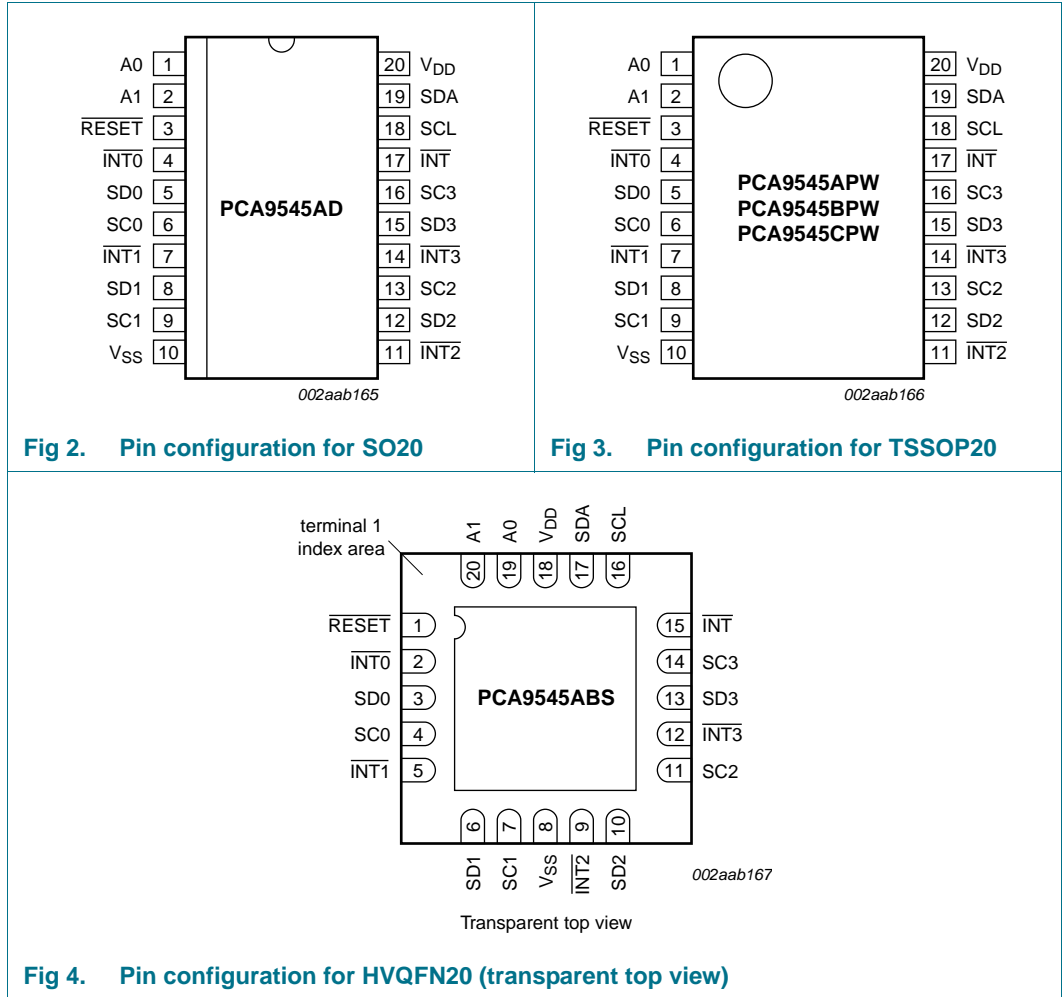 A0 1 20 VDD
A1 2 19 SDA
RESET 3 18 SCL
INT0 4 17 INT
SD0 5 16 SC3
PCA9545AD
SC0 6 15 SD3
INT1 7 14 INT3
SD1 8 13 SC2
SC1 9 12 SD2
VSS 10 11 INT2
002aab165
Fig 2. Pin configuration for SO20
A0 1 20 VDD
A1 2 19 SDA
RESET 3 18 SCL
INT0 4 17 INT
SD0 5 16 SC3
PCA9545APW
PCA9545BPW
PCA9545CPW
SC0 6 15 SD3
INT1 7 14 INT3
SD1 8 13 SC2
SC1 9 12 SD2
VSS 10 11 INT2
002aab166
Fig 3. Pin configuration for TSSOP20
terminal 1
index area
A1 A0 VDD SDA SCL
20 19 18 17 16
RESET 1 15 INT
INT0 2 14 SC3
SD0 3 PCA9545ABS 13 SD3
SC0 4 12 INT3
INT1 5 11 SC2
6 7 8 9 10
SD1 SC1 VSS INT2 SD2
002aab167
Transparent top view
Fig 4. Pin configuration for HVQFN20 (transparent top view)